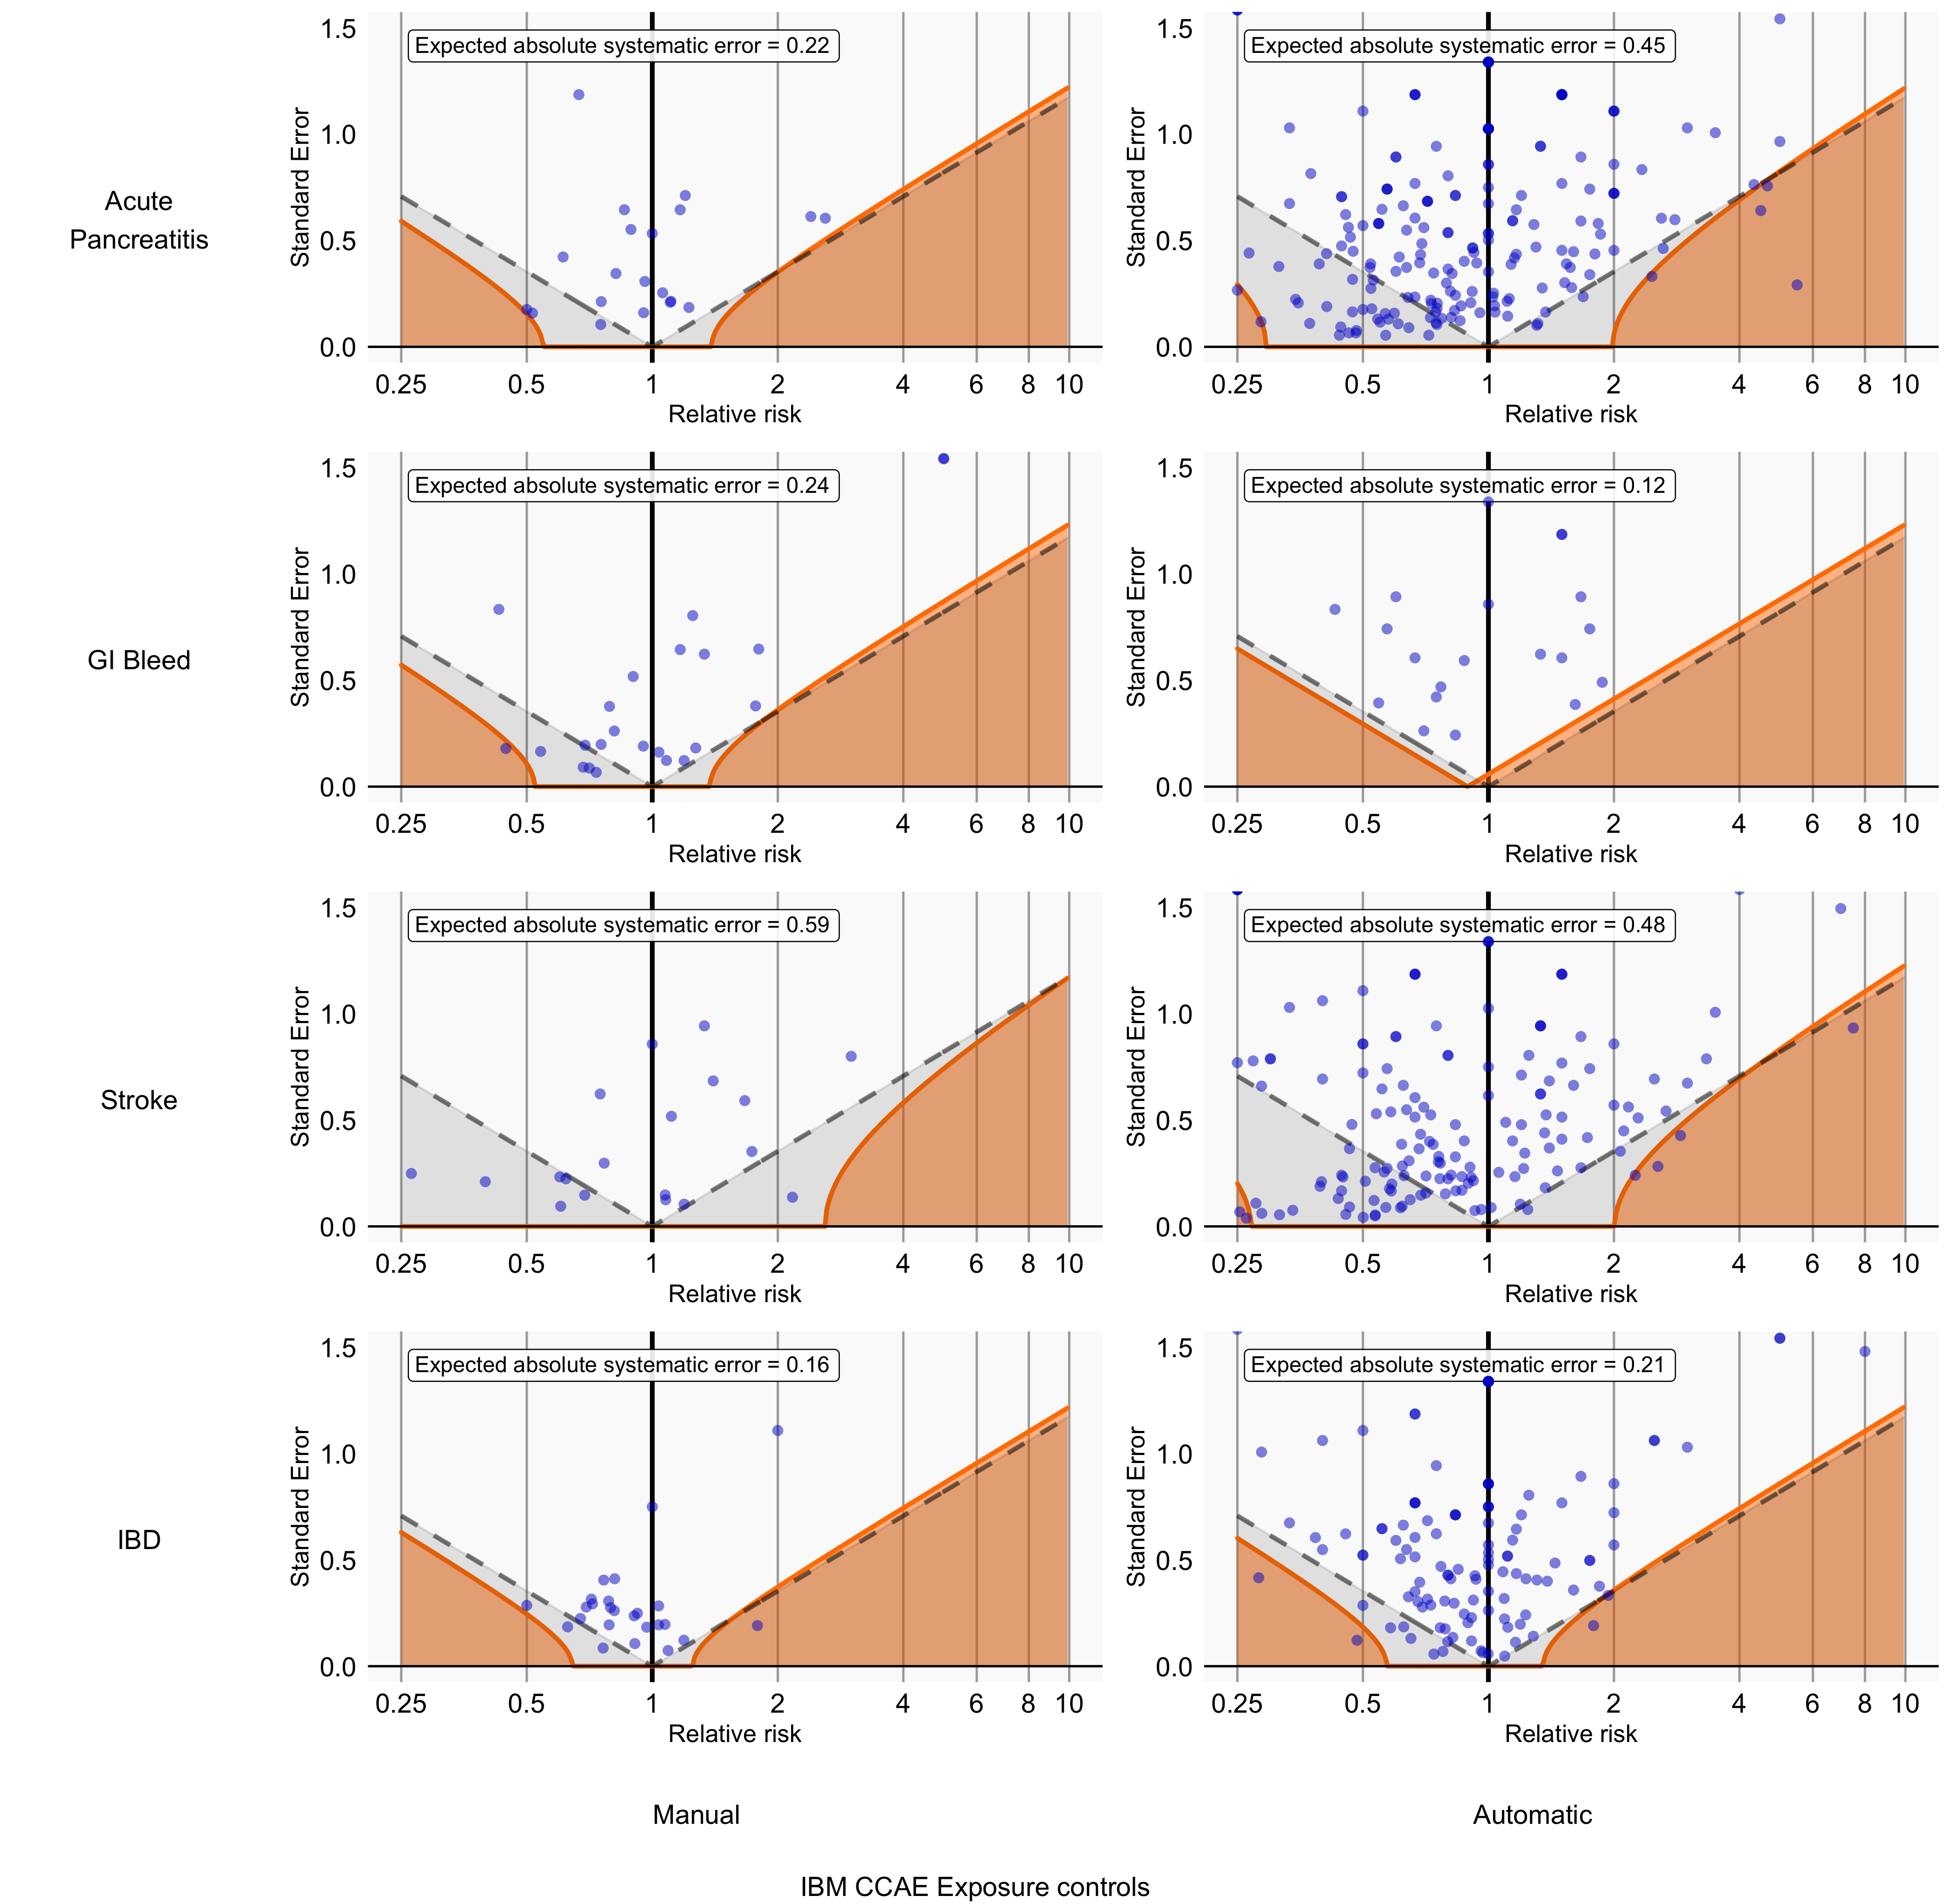 Expected absolute systematic error = 0.22
Expected absolute systematic error = 0.45
Acute
Pancreatitis
Standard Error
1.5
1.0
0.5
0.0
0.25 0.5 1 2 4 6 8 10
Relative risk
Standard Error
1.5
1.0
0.5
0.0
0.25 0.5 1 2 4 6 8 10
Relative risk
Expected absolute systematic error = 0.24
Expected absolute systematic error = 0.12
GI Bleed
Standard Error
1.5
1.0
0.5
0.0
0.25 0.5 1 2 4 6 8 10
Relative risk
Standard Error
1.5
1.0
0.5
0.0
0.25 0.5 1 2 4 6 8 10
Relative risk
Expected absolute systematic error = 0.59
Expected absolute systematic error = 0.48
Stroke
Standard Error
1.5
1.0
0.5
0.0
0.25 0.5 1 2 4 6 8 10
Relative risk
Standard Error
1.5
1.0
0.5
0.0
0.25 0.5 1 2 4 6 8 10
Relative risk
Expected absolute systematic error = 0.16
Expected absolute systematic error = 0.21
IBD
Standard Error
1.5
1.0
0.5
0.0
0.25 0.5 1 2 4 6 8 10
Relative risk
Standard Error
1.5
1.0
0.5
0.0
0.25 0.5 1 2 4 6 8 10
Relative risk
Manual
Automatic
IBM CCAE Exposure controls